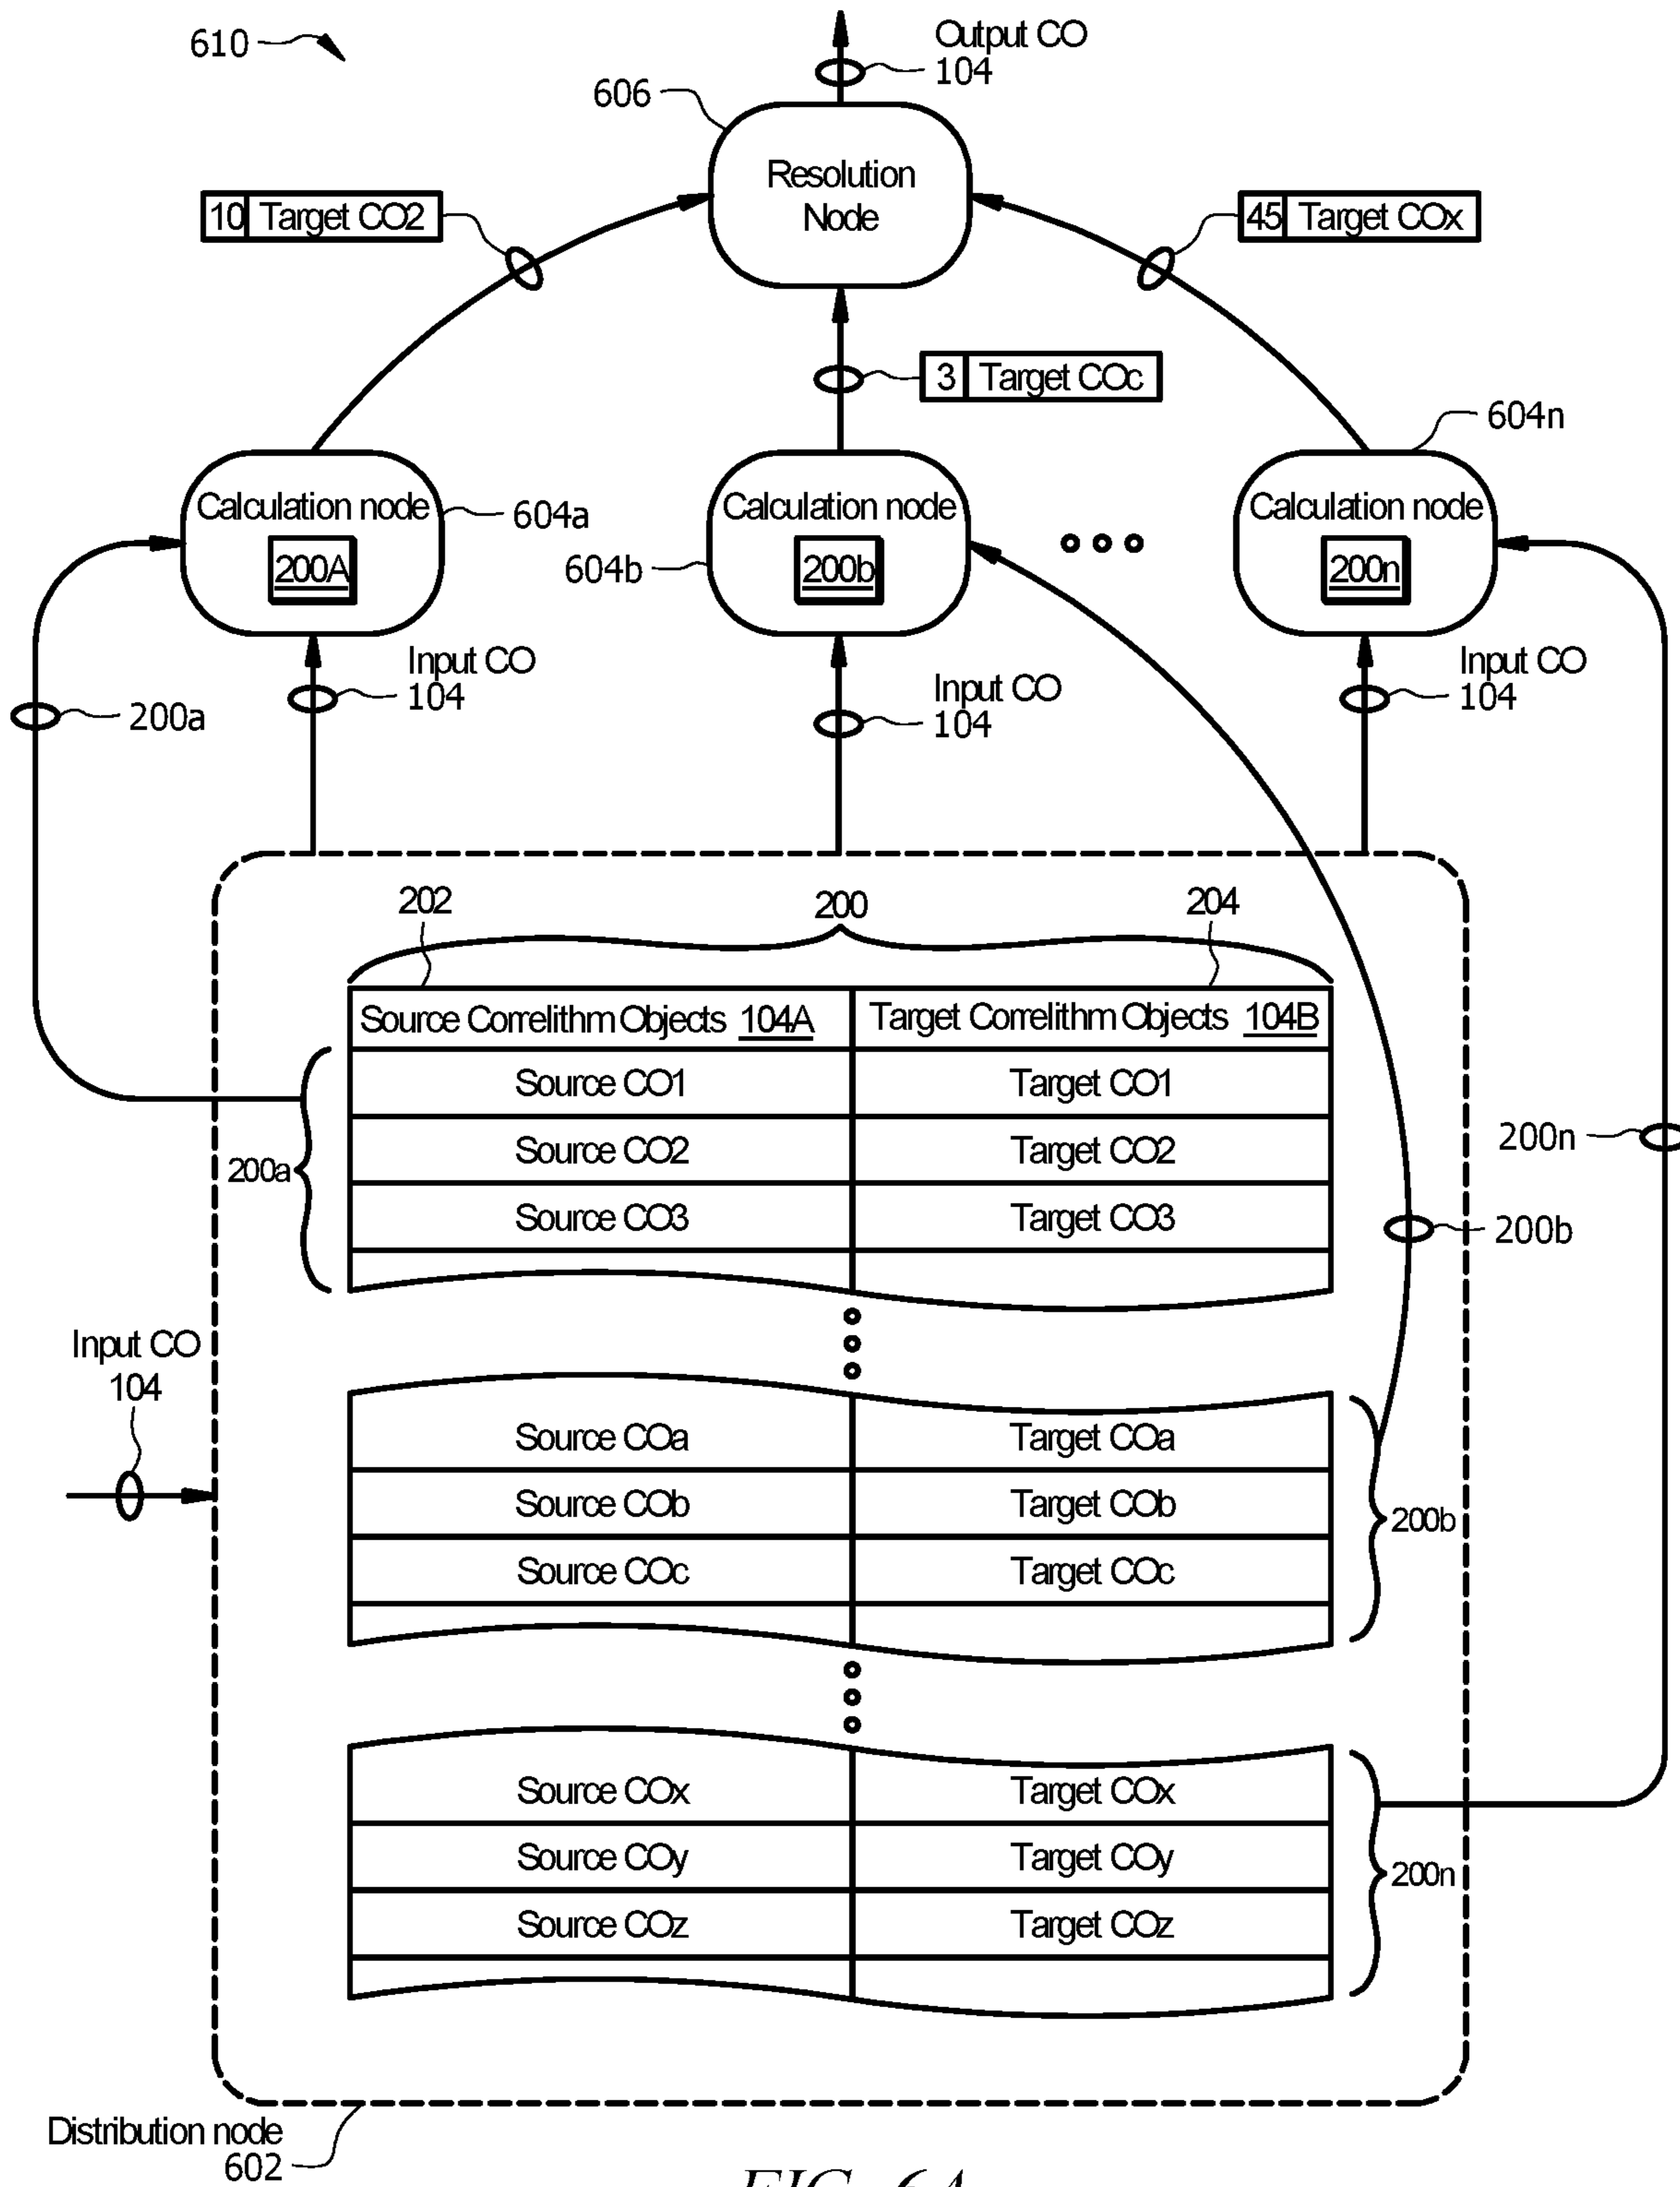 610
Output CO
104
606
Resolution
Node
10 Target CO2
45 Target COx
3 Target COc
604n
Calculation node
200A
604a
Calculation node
200b
604b
Calculation node
200n
Input CO
104
Input CO
104
Input CO
104
200a
202
200
204
Source Correlithm Objects 104A Target Correlithm Objects 104B
Source CO1 Target CO1
Source CO2 Target CO2
Source CO3 Target CO3
200a
200n
200b
Input CO
104
Source COa Target COa
Source COb Target COb
Source COc Target COc
200b
Source COx Target COx
Source COy Target COy
Source COz Target COz
200n
Distribution node
602
FIG. 6A